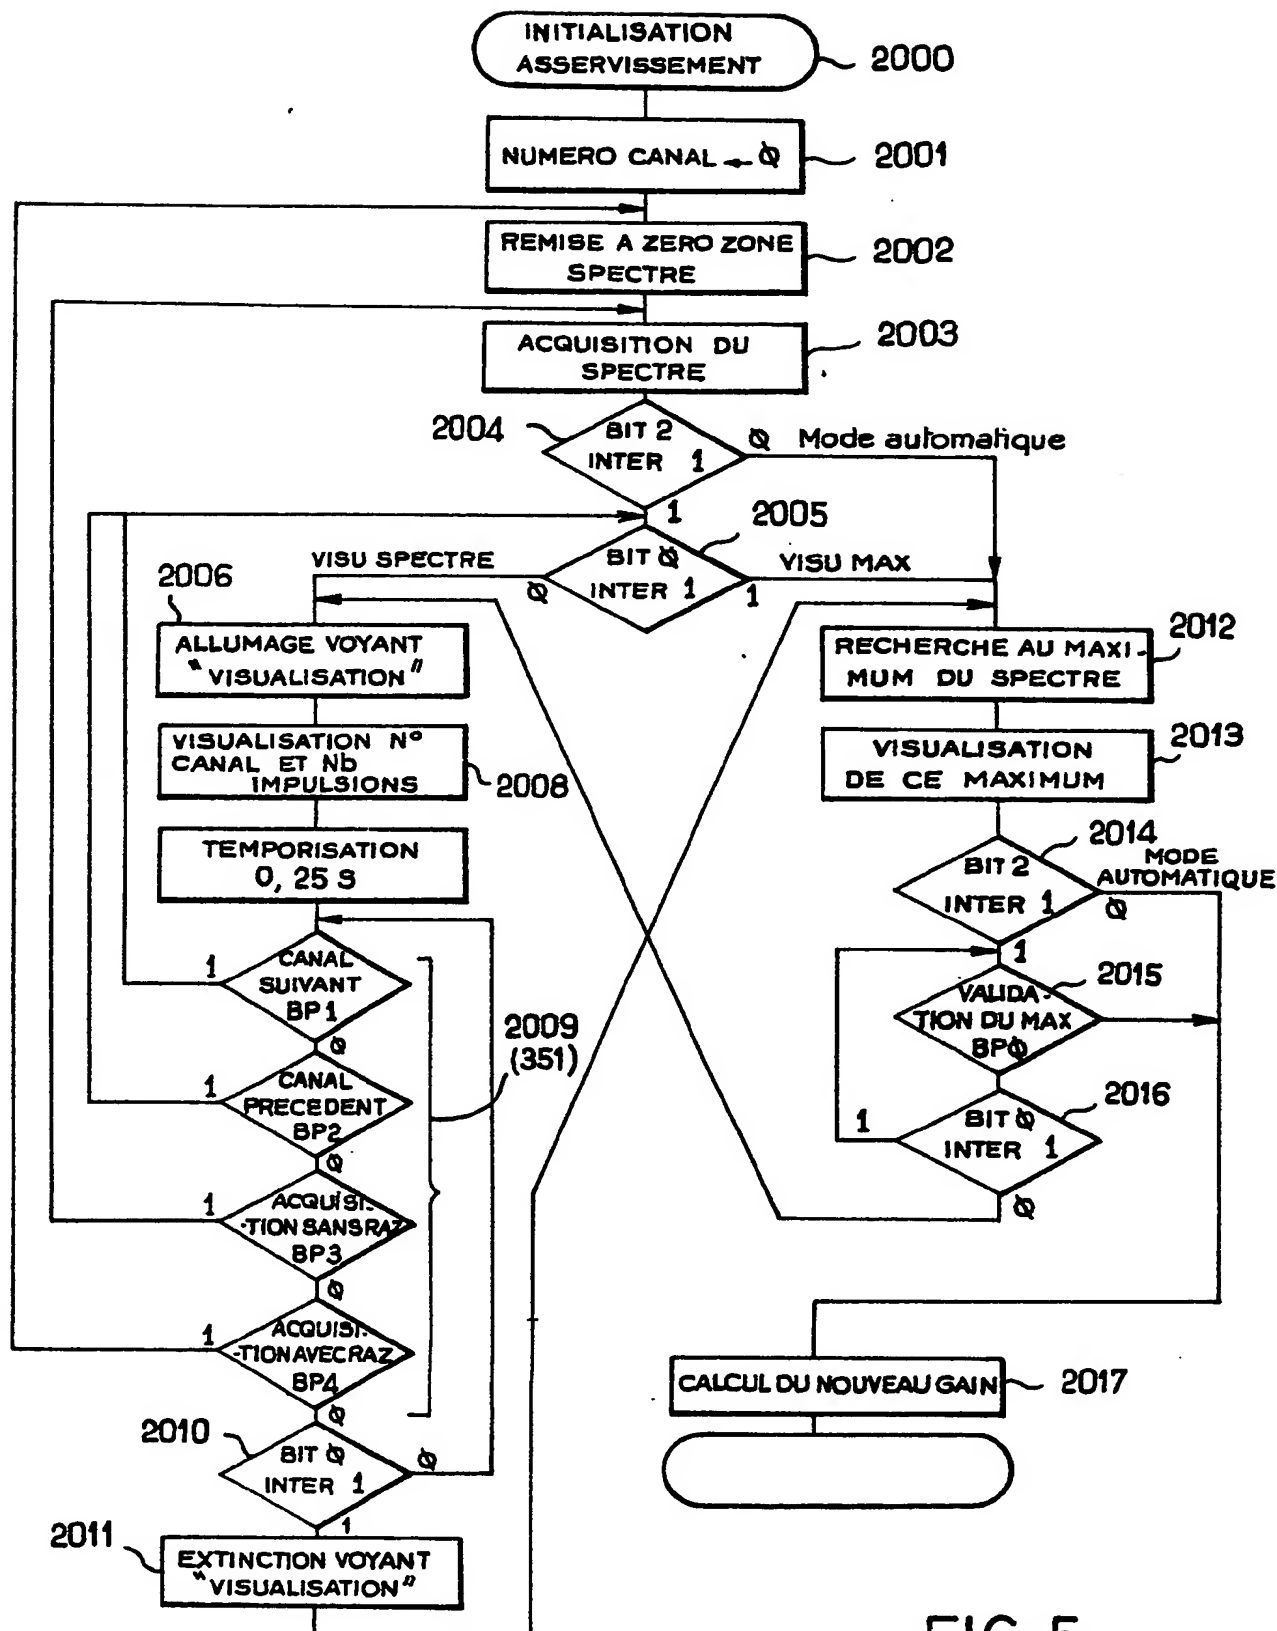 INITIALISATION
ASSERVISSEMENT
2000
NUMERO CANAL ← Ø
2001
REMISE A ZERO ZONE
SPECTRE
2002
ACQUISITION DU
SPECTRE
2003
2004
BIT 2
INTER 1
Ø Mode automatique
1
2005
VISU SPECTRE
BIT Ø
INTER 1
VISU MAX
Ø
1
2006
ALLUMAGE VOYANT
"VISUALISATION"
VISUALISATION N°
CANAL ET Nb
IMPULSIONS
2008
TEMPORISATION
0, 25 S
CANAL
SUIVANT
BP1
1
Ø
CANAL
PRECEDENT
BP2
1
Ø
ACQUISI-
-TION SANS RAZ
BP3
1
Ø
ACQUISI-
-TION AVEC RAZ
BP4
1
Ø
2009
(351)
2010
BIT Ø
INTER 1
Ø
1
2011
EXTINCTION VOYANT
"VISUALISATION"
RECHERCHE AU MAXI-
MUM DU SPECTRE
2012
VISUALISATION
DE CE MAXIMUM
2013
2014
BIT 2
INTER 1
MODE
AUTOMATIQUE
Ø
1
2015
VALIDA-
TION DU MAX
BPØ
2016
BIT Ø
INTER 1
1
Ø
CALCUL DU NOUVEAU GAIN
2017
FIG. 5